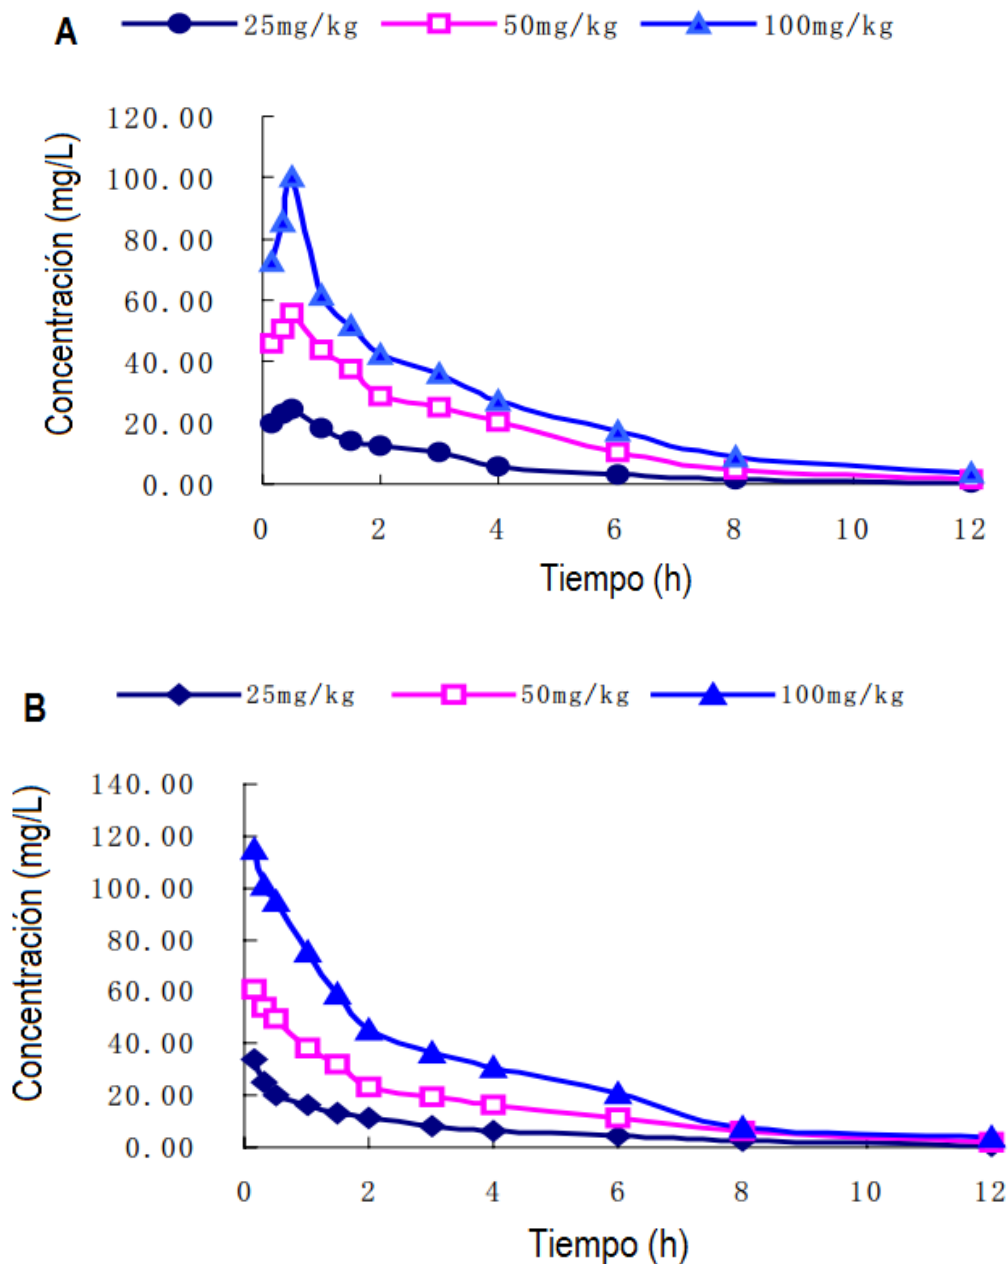 A 25mg/kg 50mg/kg 100mg/kg
Concentración (mg/L)
120.00
100.00
80.00
60.00
40.00
20.00
0.00
0 2 4 6 8 10 12
Tiempo (h)
B 25mg/kg 50mg/kg 100mg/kg
Concentración (mg/L)
140.00
120.00
100.00
80.00
60.00
40.00
20.00
0.00
0 2 4 6 8 10 12
Tiempo (h)